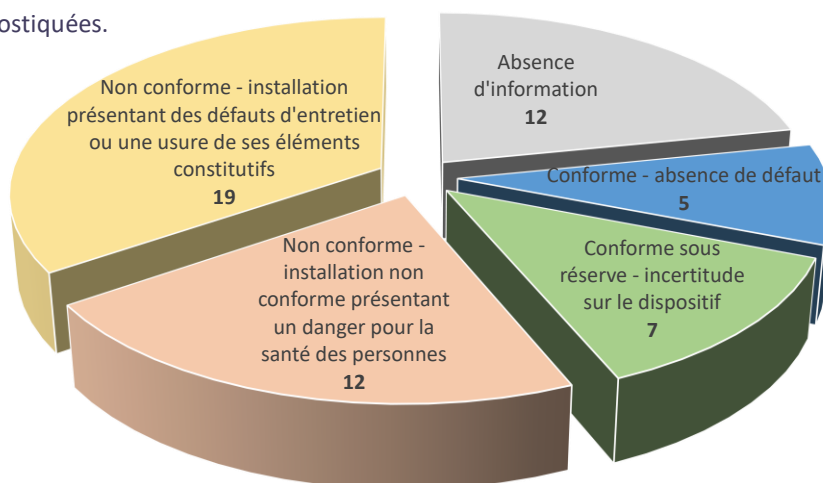 Absence
d'information
12
Conforme - absence de défaut
5
Conforme sous
réserve - incertitude
sur le dispositif
7
Non conforme -
installation non
conforme présentant
un danger pour la
santé des personnes
12
Non conforme - installation
présentant des défauts d'entretien
ou une usure de ses éléments
constitutifs
19